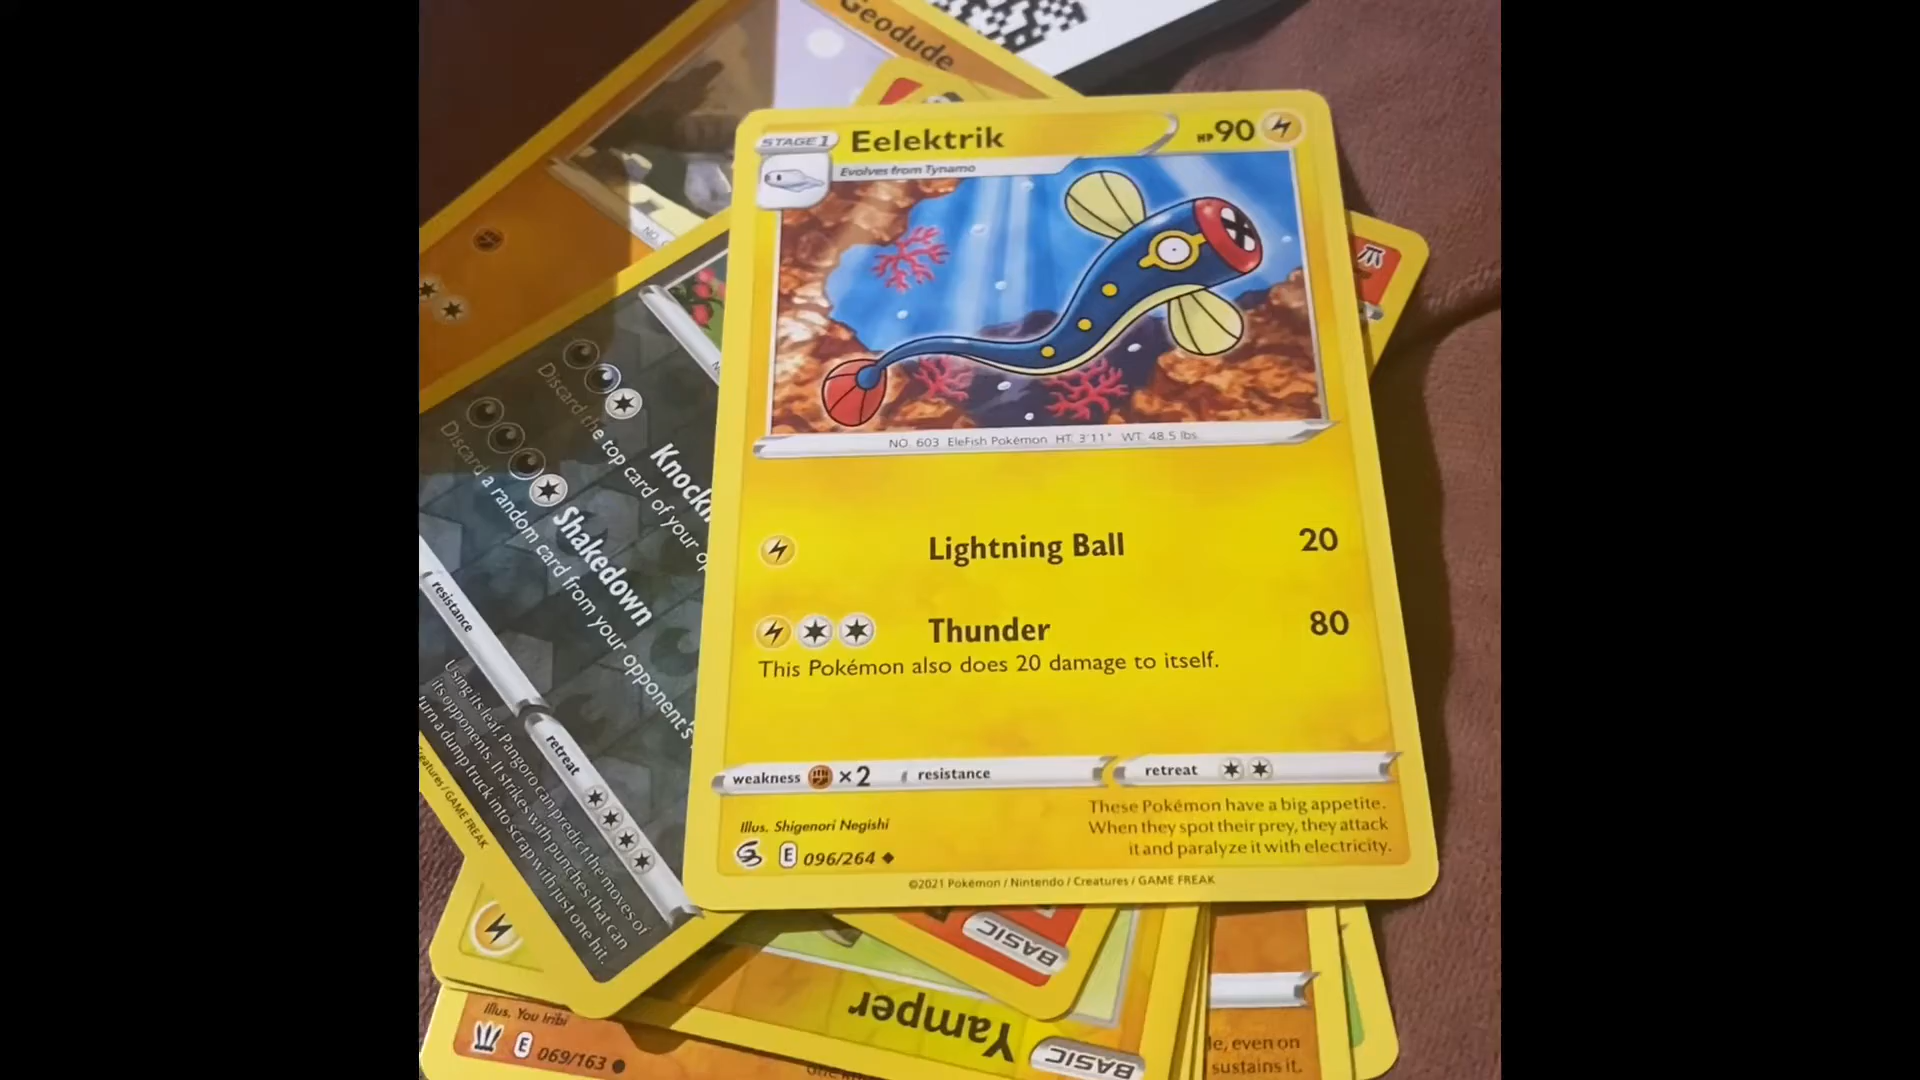 Geodude
STAGE 1
Eelektrik
HP 90
Evolves from Tynamo
NO. 603 EleFish Pokémon HT: 3'11" WT: 48.5 lbs.
Lightning Ball 20
Thunder 80
This Pokémon also does 20 damage to itself.
weakness ×2
resistance
retreat
These Pokémon have a big appetite.
When they spot their prey, they attack
it and paralyze it with electricity.
Illus. Shigenori Negishi
E 096/264
©2021 Pokémon / Nintendo / Creatures / GAME FREAK
Discard the top card of your
Shakedown
Discard a random card from your opponent's
resistance
retreat
Using its leaf, Pangoro can predict the moves of
its opponents. It strikes with punches that can
turn a dump truck into scrap with just one hit.
/ GAME FREAK
BASIC
Yamper
BASIC
Illus. You Iribi
E 069/163
even on
sustains it.